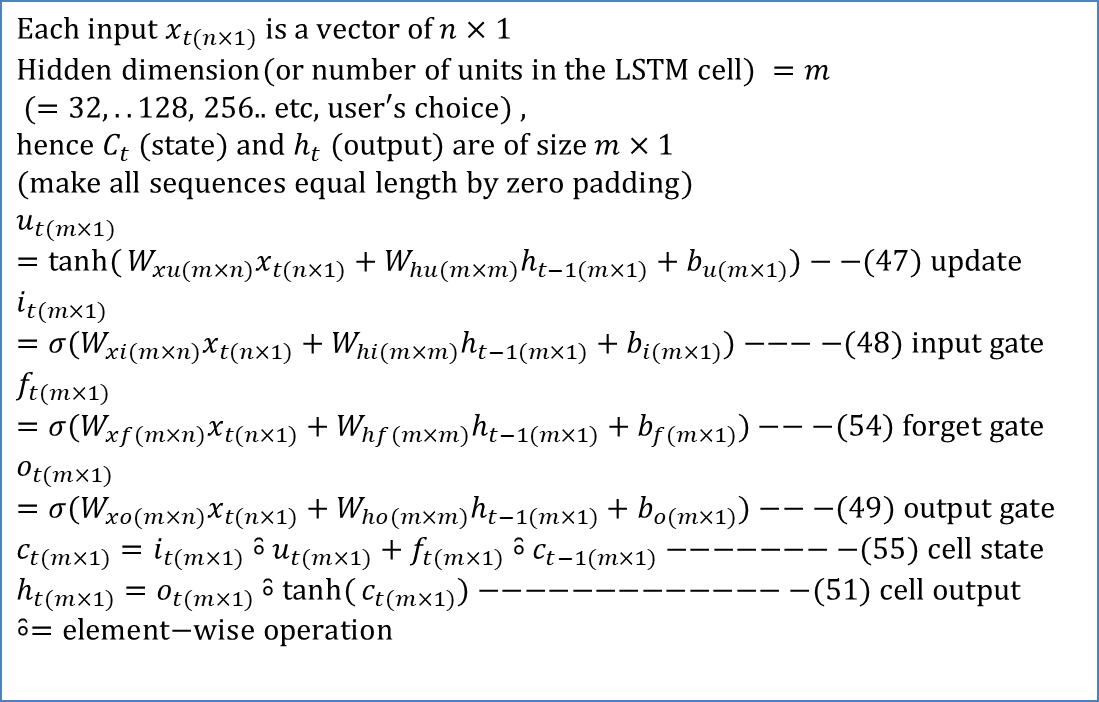 Each input x_{t(n×1)} is a vector of n × 1
Hidden dimension(or number of units in the LSTM cell) = m
(= 32,..128, 256.. etc, user′s choice) ,
hence C_t (state) and h_t (output) are of size m × 1
(make all sequences equal length by zero padding)
u_{t(m×1)}
= tanh( W_{xu(m×n)}x_{t(n×1)} + W_{hu(m×m)}h_{t−1(m×1)} + b_{u(m×1)}) − −(47) update
i_{t(m×1)}
= σ(W_{xi(m×n)}x_{t(n×1)} + W_{hi(m×m)}h_{t−1(m×1)} + b_{i(m×1)}) −−− −(48) input gate
f_{t(m×1)}
= σ(W_{xf(m×n)}x_{t(n×1)} + W_{hf(m×m)}h_{t−1(m×1)} + b_{f(m×1)}) −− −(54) forget gate
o_{t(m×1)}
= σ(W_{xo(m×n)}x_{t(n×1)} + W_{ho(m×m)}h_{t−1(m×1)} + b_{o(m×1)}) −− −(49) output gate
c_{t(m×1)} = i_{t(m×1)} ⸰̂ u_{t(m×1)} + f_{t(m×1)} ⸰̂ c_{t−1(m×1)} −−−−−−− −(55) cell state
h_{t(m×1)} = o_{t(m×1)} ⸰̂ tanh( c_{t(m×1)}) −−−−−−−−−−−−− −(51) cell output
⸰̂= element−wise operation